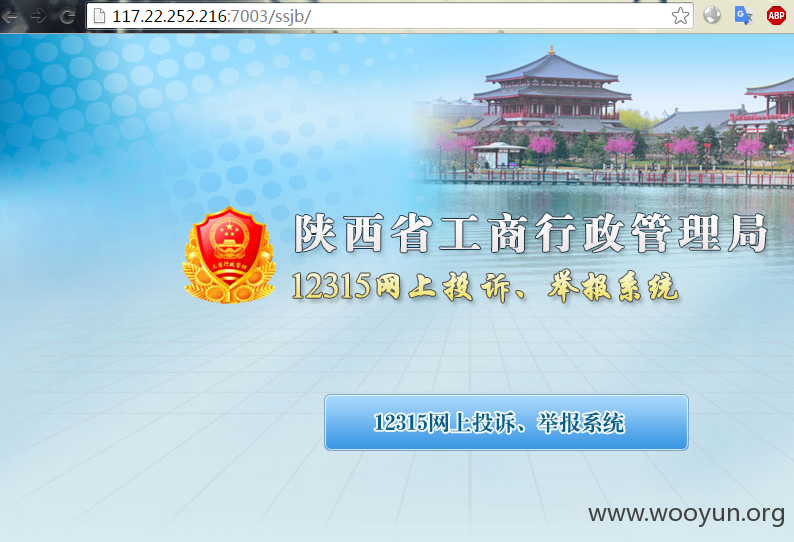 117.22.252.216:7003/ssjb/
ABP
陕西省工商行政管理局
工商行政管理
12315网上投诉、举报系统
12315网上投诉、举报系统
www.wooyun.org